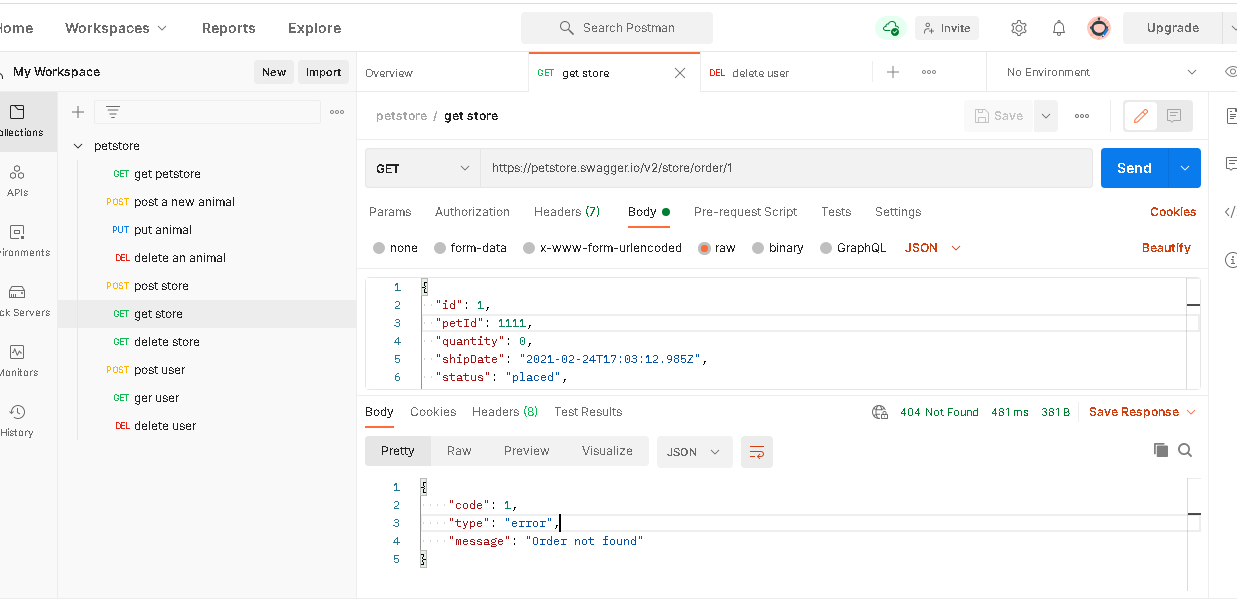 Home Workspaces Reports Explore Search Postman Invite Upgrade
My Workspace New Import Overview GET get store DEL delete user No Environment
petstore / get store Save
Collections
petstore
GET get petstore
POST post a new animal
PUT put animal
DEL delete an animal
POST post store
GET get store
GET delete store
POST post user
GET ger user
DEL delete user
APIs
ironments
ck Servers
Monitors
History
GET https://petstore.swagger.io/v2/store/order/1 Send
Params Authorization Headers (7) Body Pre-request Script Tests Settings Cookies
none form-data x-www-form-urlencoded raw binary GraphQL JSON Beautify
1 {
2 "id": 1,
3 "petId": 1111,
4 "quantity": 0,
5 "shipDate": "2021-02-24T17:03:12.985Z",
6 "status": "placed",
Body Cookies Headers (8) Test Results 404 Not Found 481 ms 381 B Save Response
Pretty Raw Preview Visualize JSON
1 {
2 "code": 1,
3 "type": "error",
4 "message": "Order not found"
5 }